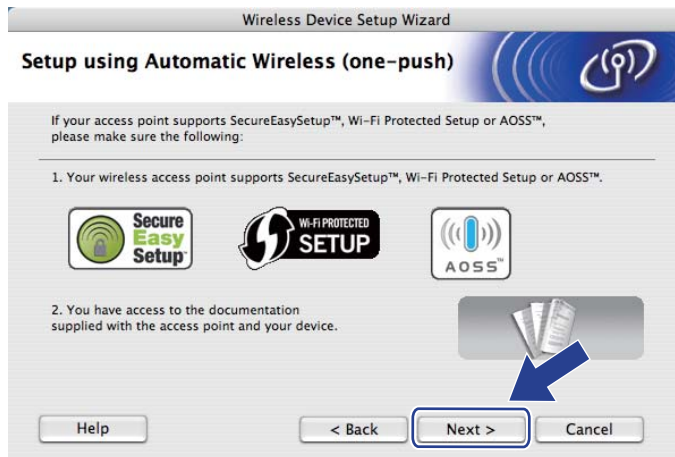 Wireless Device Setup Wizard
Setup using Automatic Wireless (one-push)
If your access point supports SecureEasySetup™, Wi-Fi Protected Setup or AOSS™,
please make sure the following:
1. Your wireless access point supports SecureEasySetup™, Wi-Fi Protected Setup or AOSS™.
Secure
Easy
Setup™
Wi-Fi PROTECTED
SETUP
AOSS™
2. You have access to the documentation
supplied with the access point and your device.
Help
< Back
Next >
Cancel